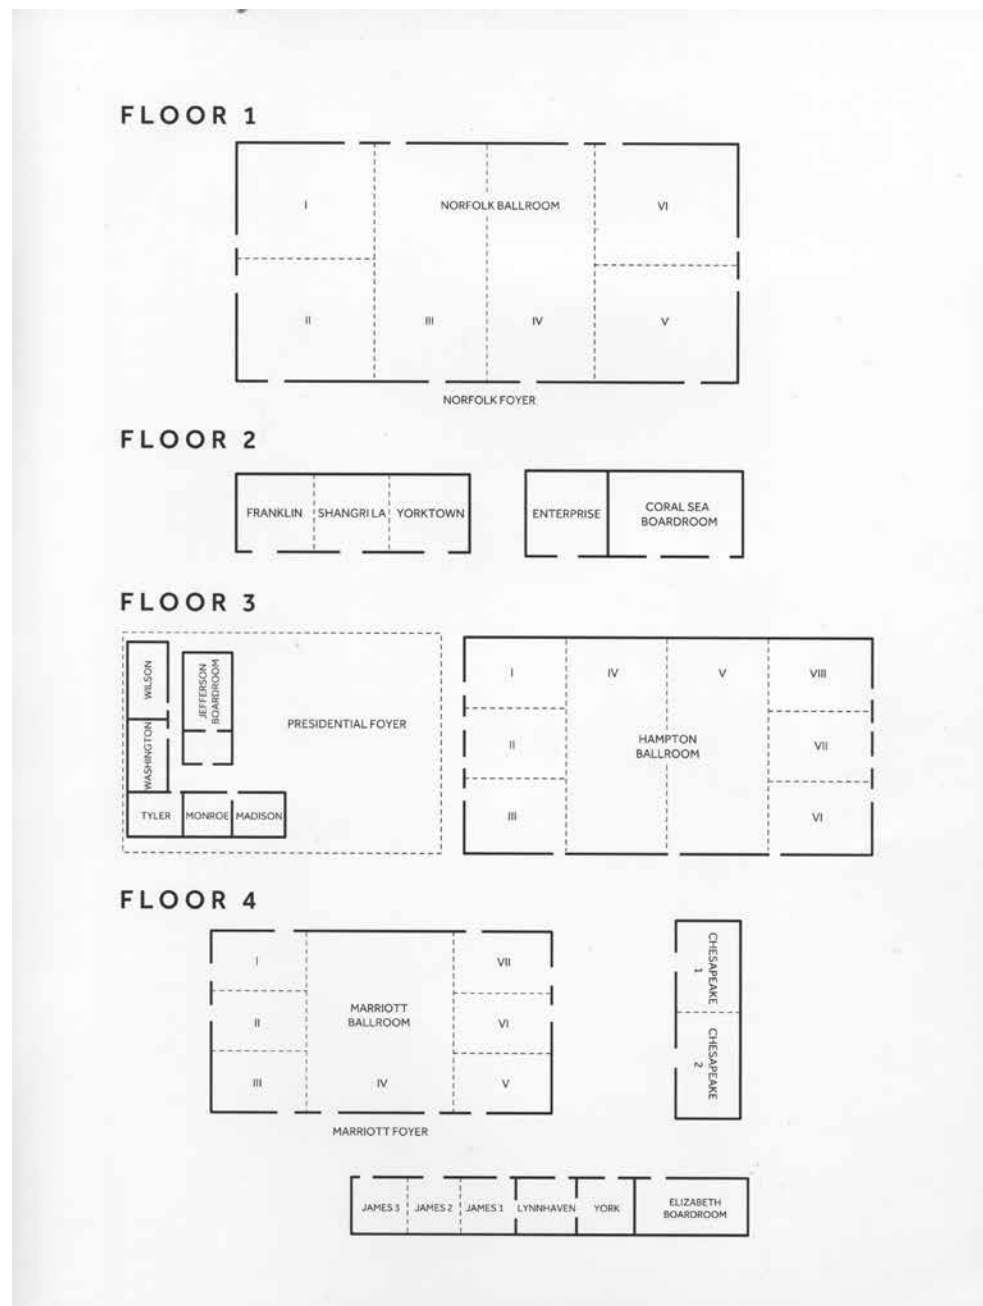 FLOOR 1
I
NORFOLK BALLROOM
VI
II
III
IV
V
NORFOLK FOYER
FLOOR 2
FRANKLIN
SHANGRI LA
YORKTOWN
ENTERPRISE
CORAL SEA
BOARDROOM
FLOOR 3
WILSON
JEFFERSON
BOARDROOM
WASHINGTON
PRESIDENTIAL FOYER
TYLER
MONROE
MADISON
I
IV
V
VIII
II
HAMPTON
BALLROOM
VII
III
VI
FLOOR 4
I
VII
MARRIOTT
BALLROOM
II
VI
III
IV
V
MARRIOTT FOYER
CHESAPEAKE
1
CHESAPEAKE
2
JAMES 3
JAMES 2
JAMES 1
LYNNHAVEN
YORK
ELIZABETH
BOARDROOM